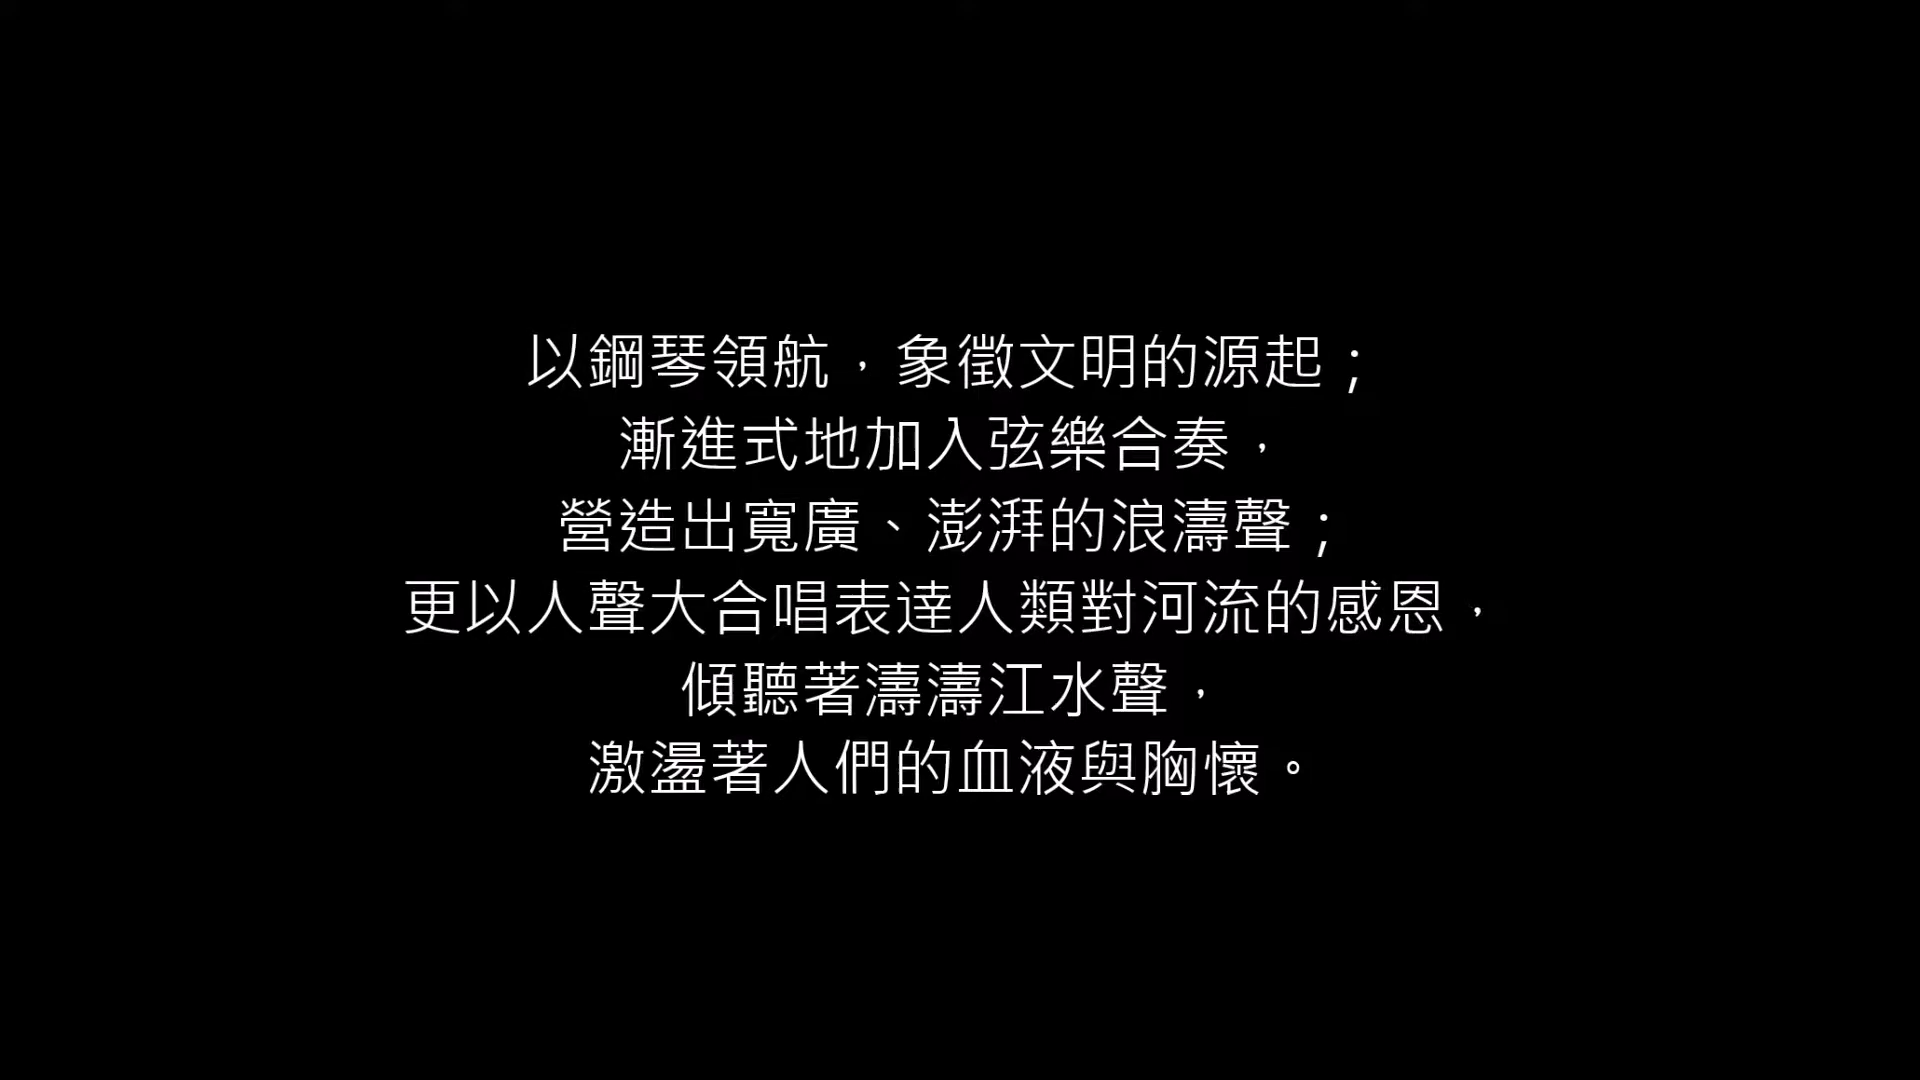 以鋼琴領航，象徵文明的源起；
漸進式地加入弦樂合奏，
營造出寬廣、澎湃的浪濤聲；
更以人聲大合唱表達人類對河流的感恩，
傾聽著濤濤江水聲，
激盪著人們的血液與胸懷。